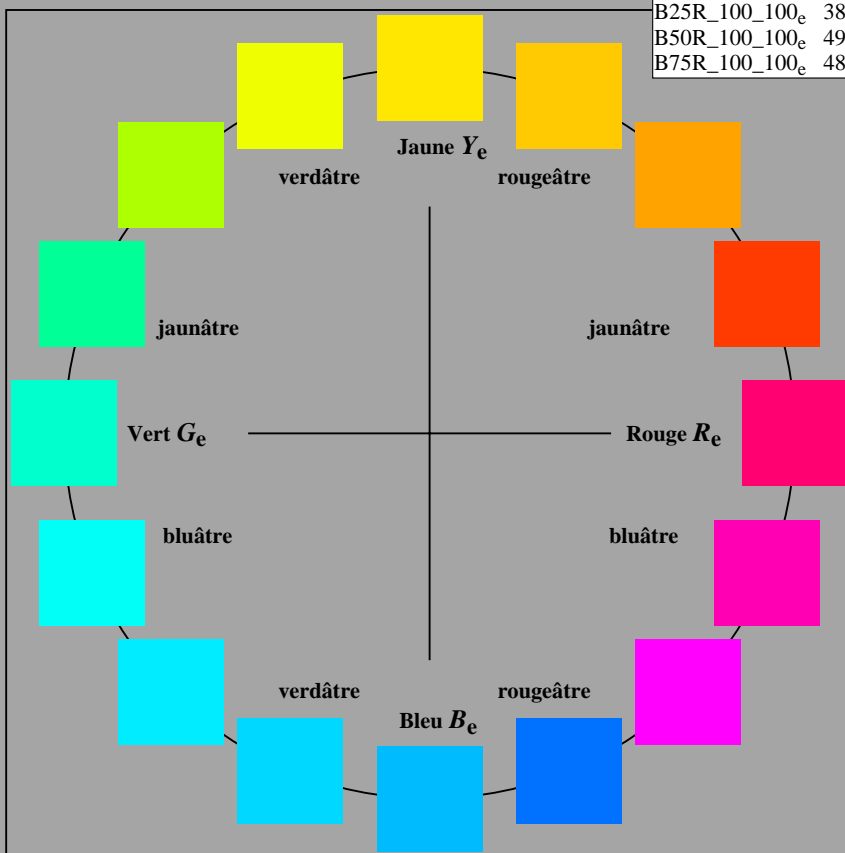 B25R_100_100e 38
B50R_100_100e 49
B75R_100_100e 48
Jaune Ye
verdâtre rougeâtre
jaunâtre jaunâtre
Vert Ge Rouge Re
bluâtre bluâtre
verdâtre rougeâtre
Bleu Be